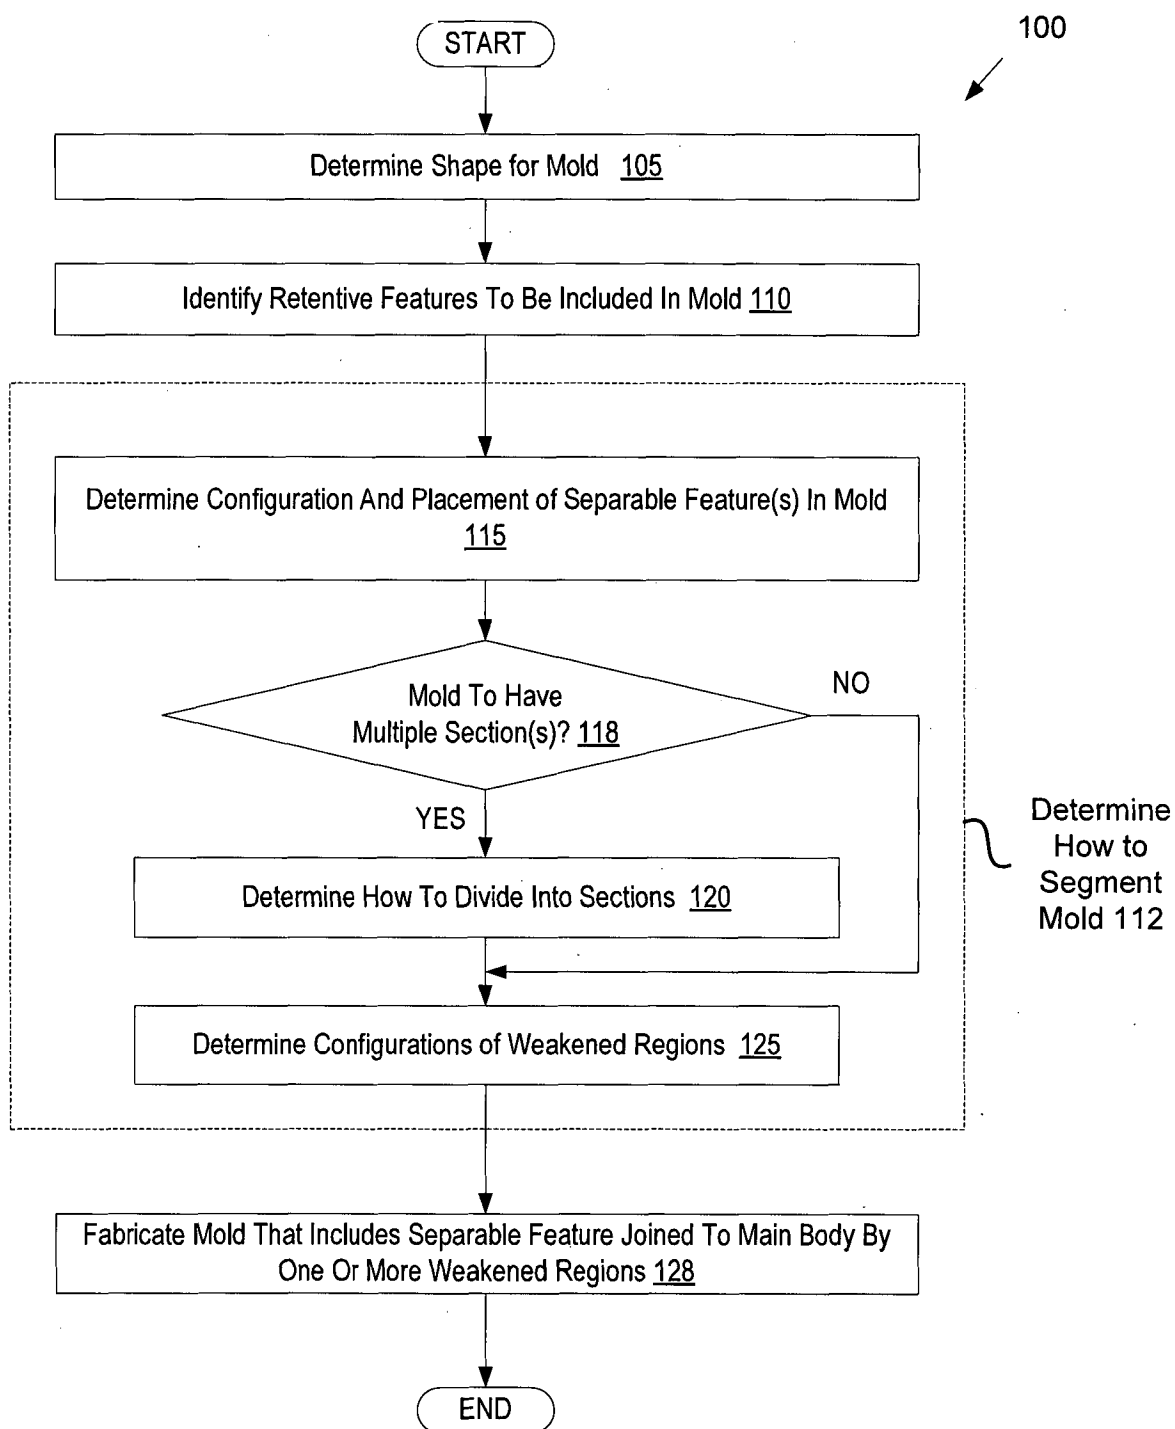 100
START
Determine Shape for Mold 105
Identify Retentive Features To Be Included In Mold 110
Determine Configuration And Placement of Separable Feature(s) In Mold
115
Mold To Have
Multiple Section(s)? 118
NO
YES
Determine How To Divide Into Sections 120
Determine
How to
Segment
Mold 112
Determine Configurations of Weakened Regions 125
Fabricate Mold That Includes Separable Feature Joined To Main Body By
One Or More Weakened Regions 128
END